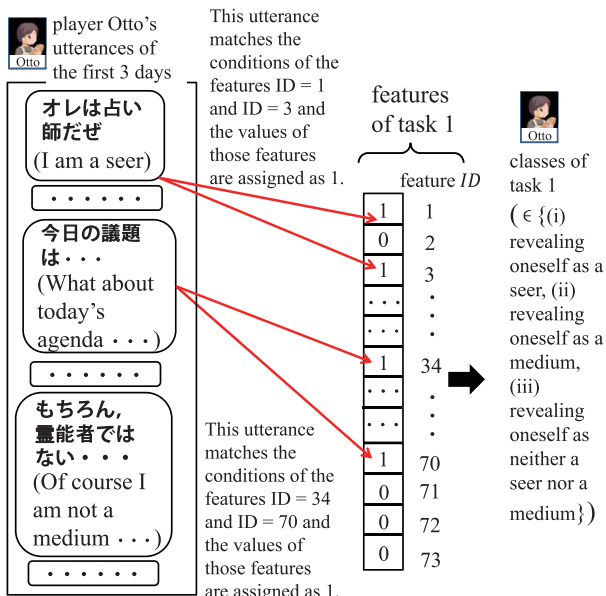 Otto
player Otto's
utterances of
the first 3 days
オレは占い
師だぜ
(I am a seer)
・・・・・・
今日の議題
は・・・
(What about
today's
agenda ・・・)
・・・・・・
もちろん，
霊能者では
ない・・・
(Of course I
am not a
medium ・・・)
・・・・・・
This utterance
matches the
conditions of the
features ID = 1
and ID = 3 and
the values of
those features
are assigned as 1.
This utterance
matches the
conditions of the
features ID = 34
and ID = 70 and
the values of
those features
are assigned as 1.
features
of task 1
feature ID
1 1
0 2
1 3
・・・ ・
・・・ ・
1 34
・・・ ・
・・・ ・
1 70
0 71
0 72
0 73
Otto
classes of
task 1
(∈{(i)
revealing
oneself as a
seer, (ii)
revealing
oneself as a
medium,
(iii)
revealing
oneself as
neither a
seer nor a
medium})